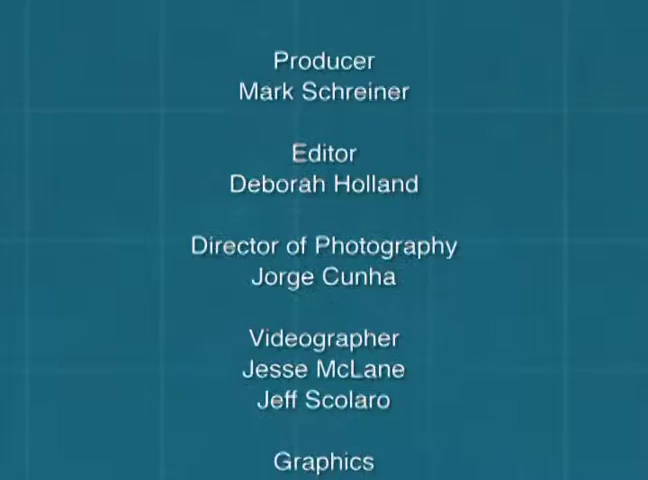 Producer
Mark Schreiner
Editor
Deborah Holland
Director of Photography
Jorge Cunha
Videographer
Jesse McLane
Jeff Scolaro
Graphics